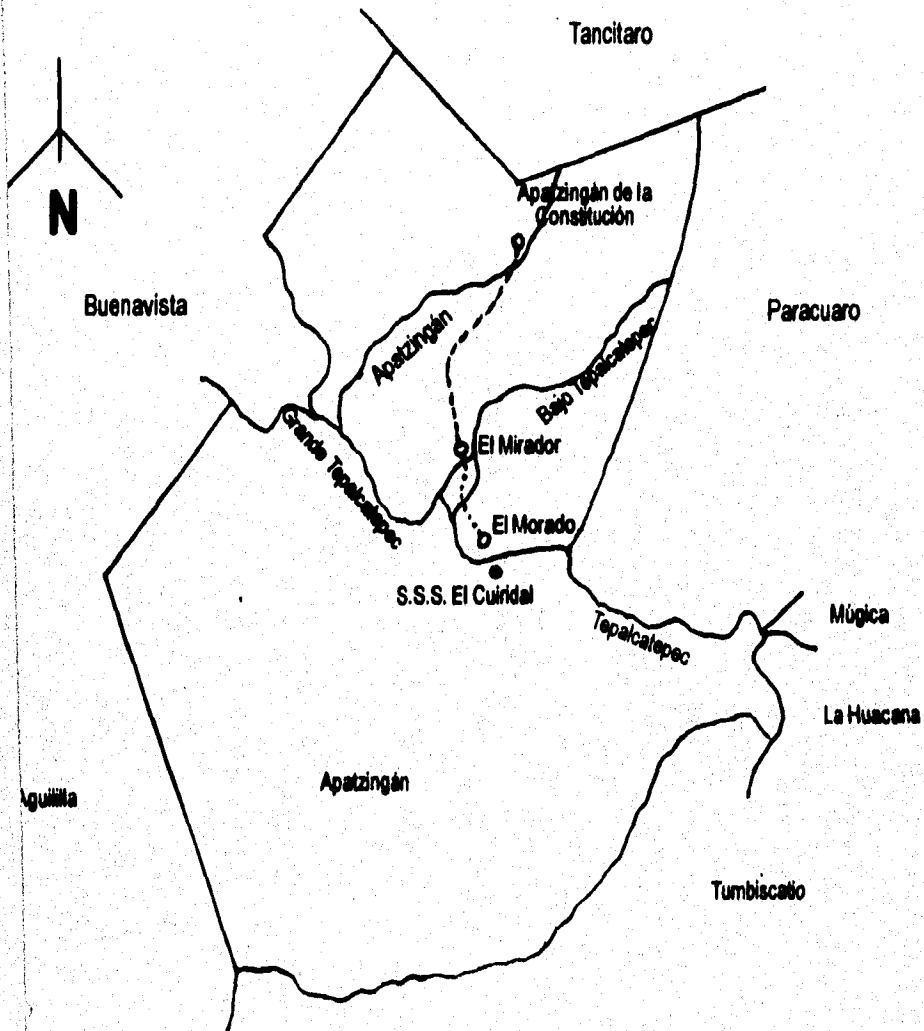 Tancitaro
N
Apatzingán de la
Constitución
Buenavista
Paracuaro
Apatzingán
Bajo Tepalcatepec
Grande Tepalcatepec
El Mirador
El Morado
S.S.S. El Cuiridal
Tepalcatepec
Múgica
La Huacana
Apatzingán
Aguililla
Tumbiscatio